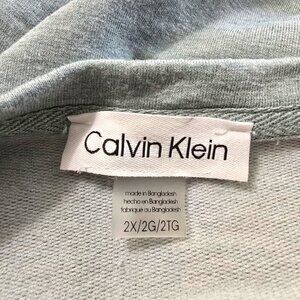 Calvin Klein
made in Bangladesh
hecho en Bangladesh
fabriqué au Bangladesh
2X/2G/2TG